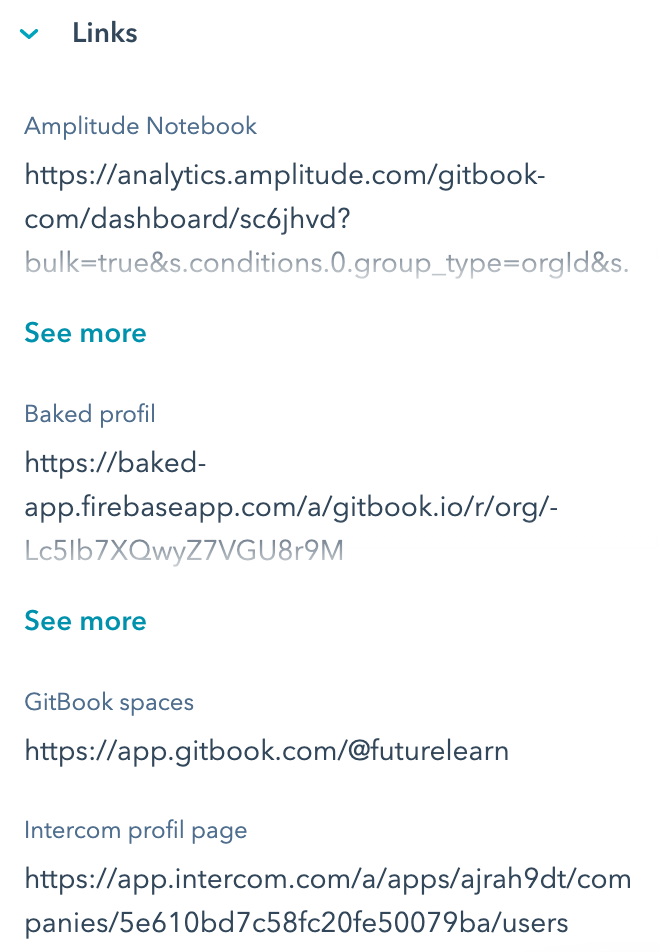 Links
Amplitude Notebook
https://analytics.amplitude.com/gitbook-
com/dashboard/sc6jhvd?
bulk=true&s.conditions.0.group_type=orgId&s.
See more
Baked profil
https://baked-
app.firebaseapp.com/a/gitbook.io/r/org/-
Lc5Ib7XQwyZ7VGU8r9M
See more
GitBook spaces
https://app.gitbook.com/@futurelearn
Intercom profil page
https://app.intercom.com/a/apps/ajrah9dt/com
panies/5e610bd7c58fc20fe50079ba/users